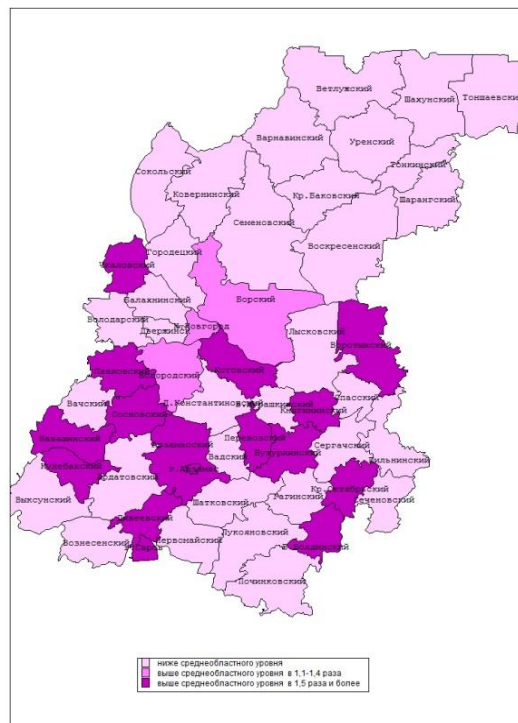 Ветлужский
Шахунский
Тоншаевский
Варнавинский
Уренский
Тонкинский
Сокольский
Ковернинский
Кр.Баковский
Шарангский
Семеновский
Воскресенский
Городецкий
Чкаловский
Балахнинский
Борский
Володарский
Дзержинск
Н.Новгород
Лысковский
Воротынский
Кстовский
Павловский
Богородский
Вачский
Д.Константиновский
Княгининский
Спасский
Сосновский
Навашинский
Перевозский
Бутурлинский
Сергачский
Пильнинский
Вадский
Кулебакский
Ардатовский
Кр.Октябрьский
Сеченовский
Выксунский
Шатковский
Гагинский
Дивеевский
Лукояновский
Вознесенский
г.Саров
Первомайский
Б.Болдинский
Починковский
ниже среднеобластного уровня
выше среднеобластного уровня в 1,1-1,4 раза
выше среднеобластного уровня в 1,5 раза и более